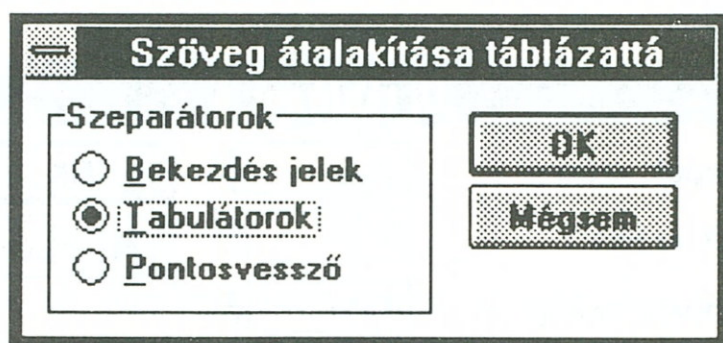 Szöveg átalakítása táblázattá
Szeparátorok
Bekezdés jelek
Tabulátorok
Pontosvessző
OK
Mégsem